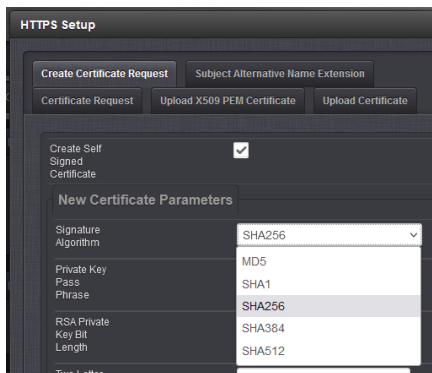 HTTPS Setup
Create Certificate Request
Subject Alternative Name Extension
Certificate Request
Upload X509 PEM Certificate
Upload Certificate
Create Self
Signed
Certificate
New Certificate Parameters
Signature
Algorithm
SHA256
MD5
SHA1
SHA256
SHA384
SHA512
Private Key
Pass
Phrase
RSA Private
Key Bit
Length
Two Letter